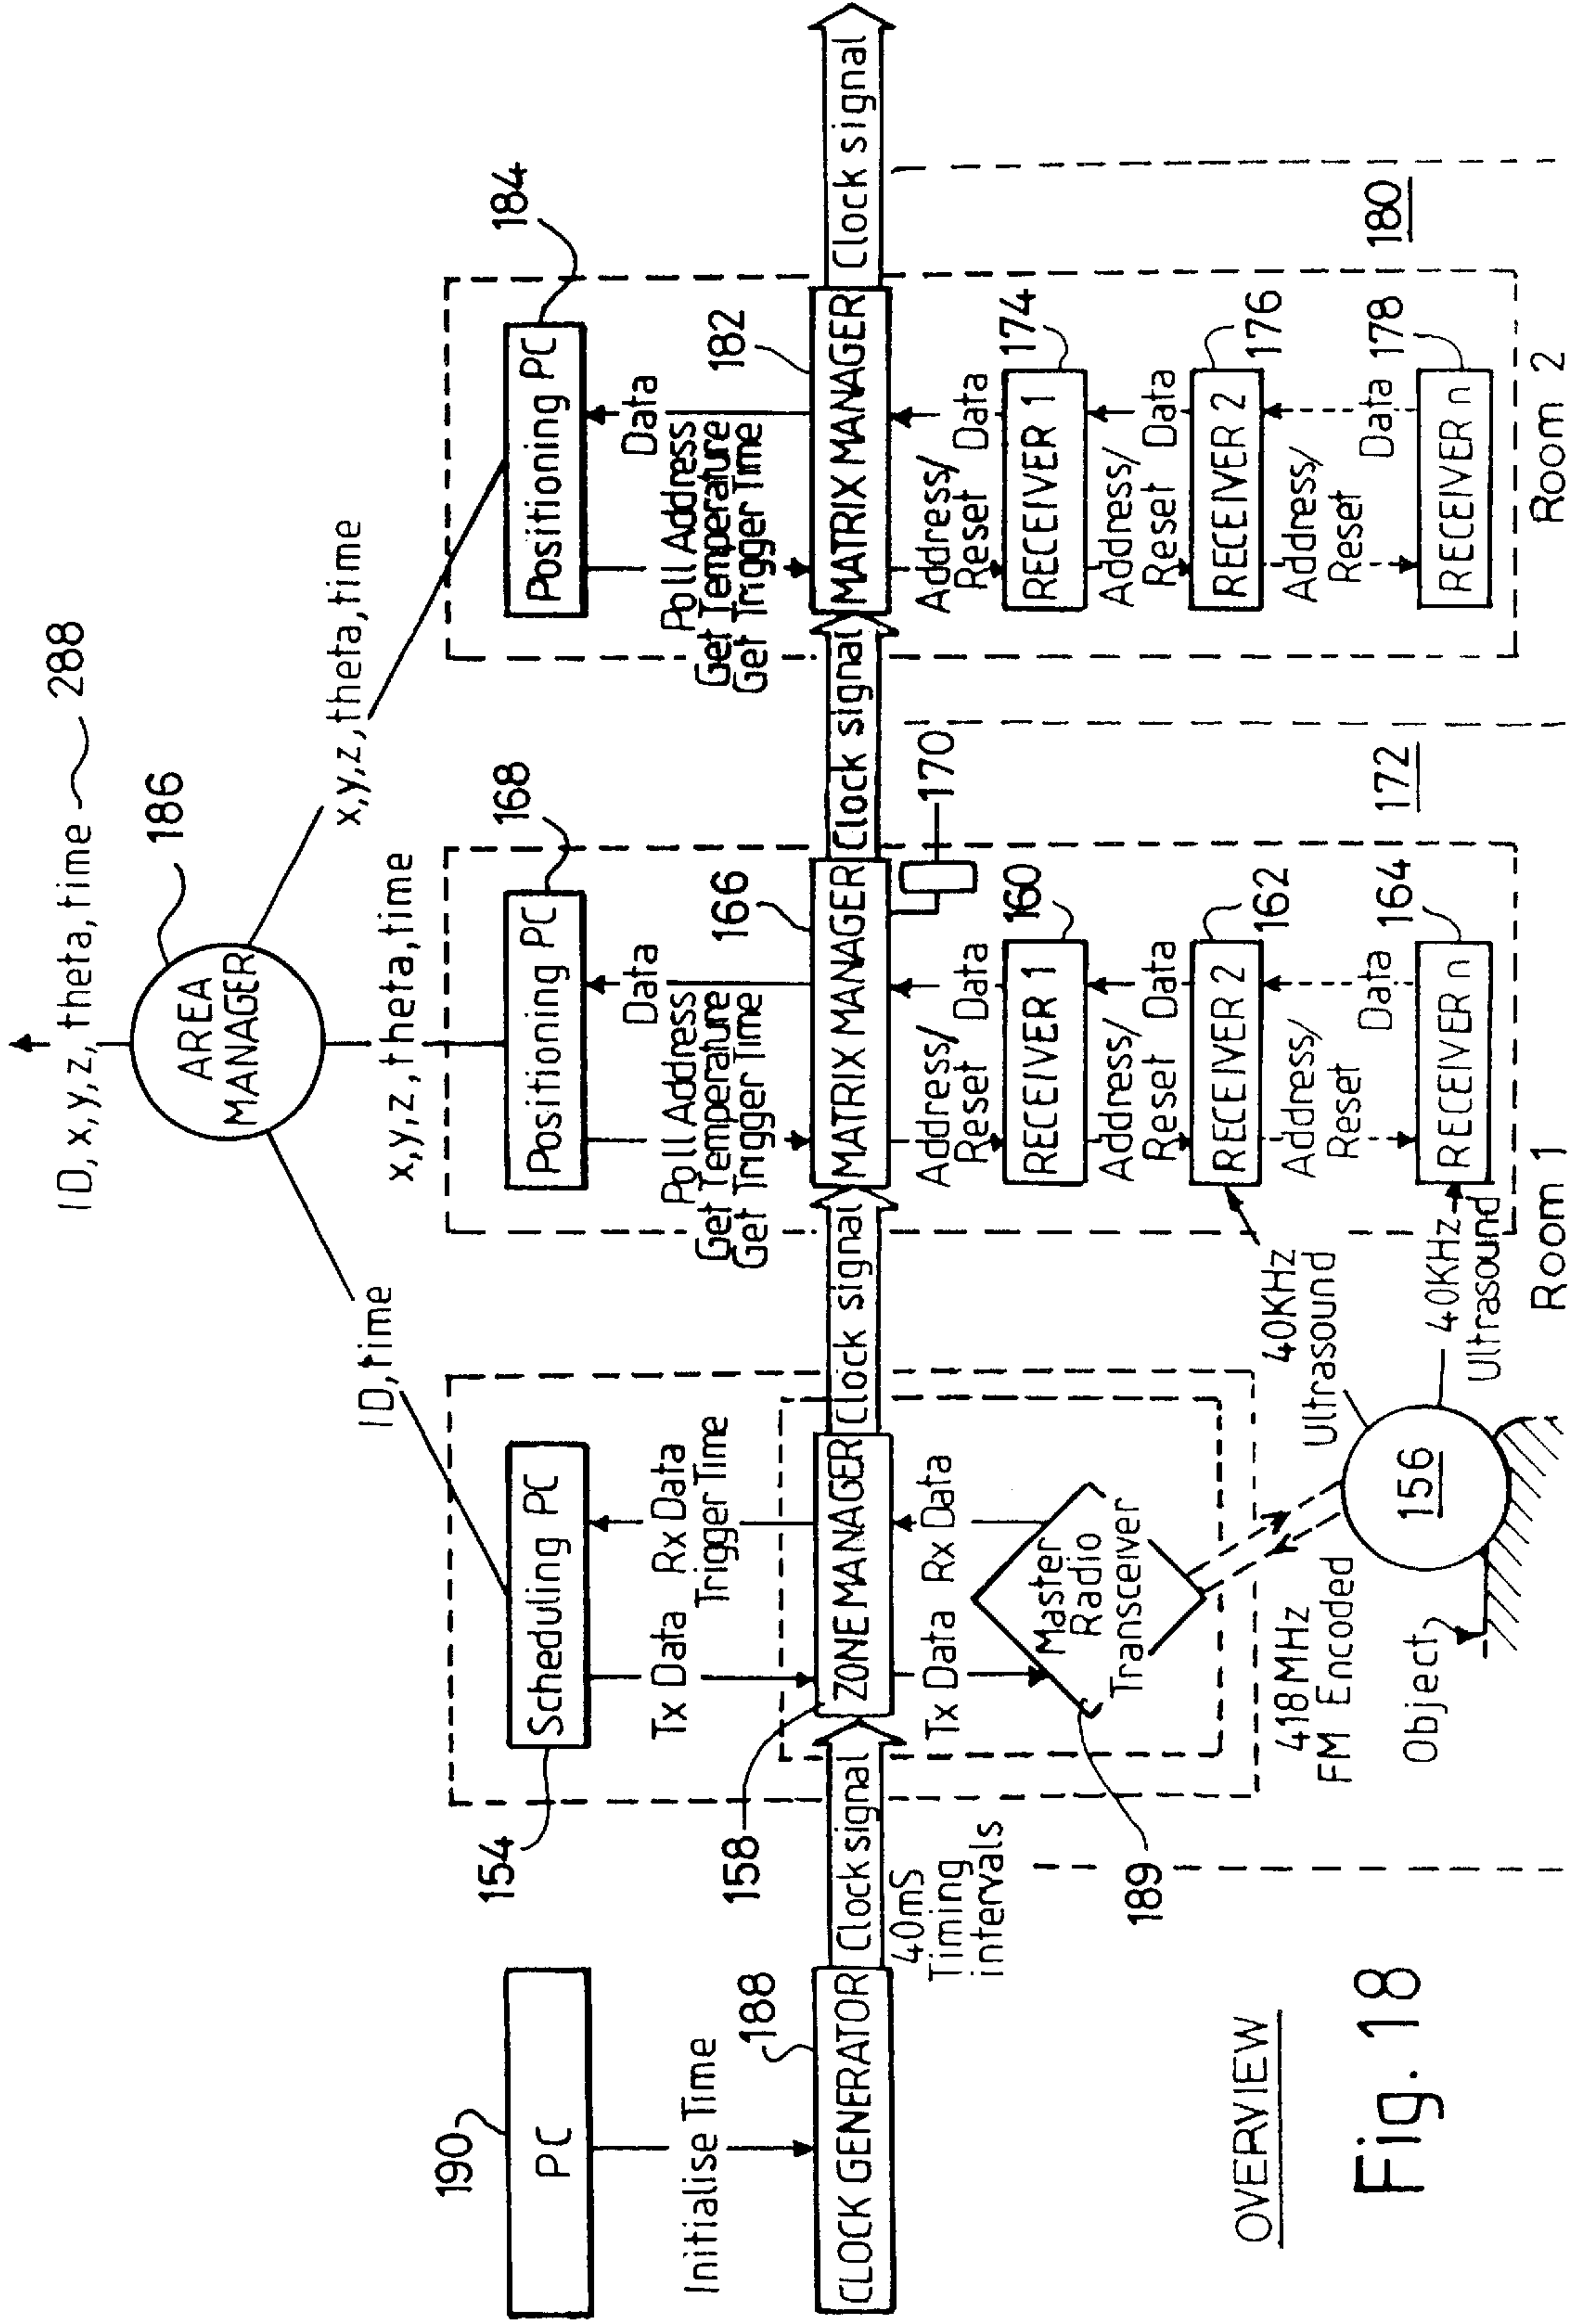 ID, x,y,z, theta, time
288
AREA
MANAGER
186
ID, time
x,y,z,theta,time
x,y,z,theta,time
190
PC
Initialise Time
188
CLOCK GENERATOR
Clock signal
40mS
Timing
intervals
154
Scheduling PC
Tx Data
Rx Data
Trigger Time
158
ZONE MANAGER
Tx Data
Rx Data
Master
Radio
Transceiver
189
418MHz
FM Encoded
Object
156
40KHz
Ultrasound
40KHz
Ultrasound
Clock signal
168
Positioning PC
Poll Address
Get Temperature
Get Trigger Time
Data
166
MATRIX MANAGER
170
Address/
Reset
Data
160
RECEIVER 1
Address/
Reset
Data
162
RECEIVER 2
Address/
Reset
Data
164
RECEIVER n
172
Room 1
Clock signal
184
Positioning PC
Poll Address
Get Temperature
Get Trigger Time
Data
182
MATRIX MANAGER
Address/
Reset
Data
174
RECEIVER 1
Address/
Reset
Data
176
RECEIVER 2
Address/
Reset
Data
178
RECEIVER n
180
Room 2
Clock signal
OVERVIEW
Fig. 18